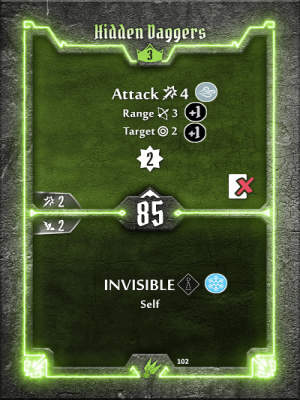 Hidden Daggers
3
Attack 4
Range 3 +1
Target 2 +1
2
2
85
2
INVISIBLE
Self
102